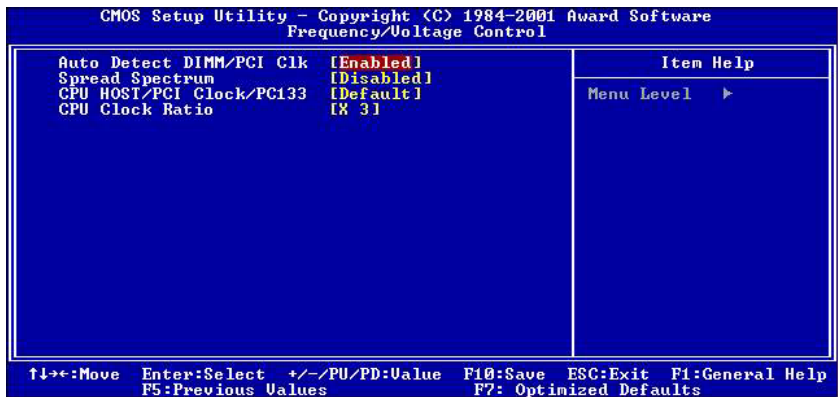 CMOS Setup Utility - Copyright (C) 1984-2001 Award Software
Frequency/Voltage Control
Auto Detect DIMM/PCI Clk [Enabled]
Spread Spectrum [Disabled]
CPU HOST/PCI Clock/PC133 [Default]
CPU Clock Ratio [X 3]
Item Help
Menu Level ►
↑↓→←:Move Enter:Select +/-/PU/PD:Value F10:Save ESC:Exit F1:General Help
F5:Previous Values F7: Optimized Defaults